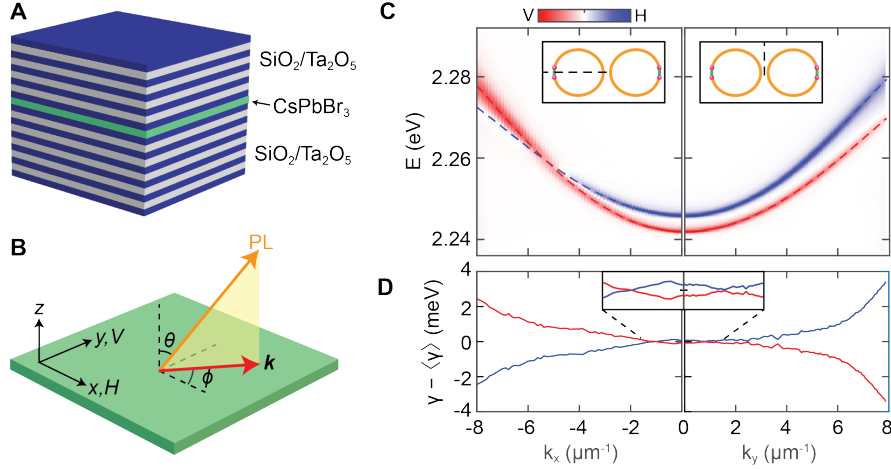 A
SiO₂/Ta₂O₅
CsPbBr₃
SiO₂/Ta₂O₅
B
PL
z
θ
y,V
k
x,H
ϕ
C
V
H
E (eV)
2.28
2.26
2.24
D
γ − ⟨γ⟩ (meV)
4
2
0
-2
-4
-8 -6 -4 -2 0 2 4 6 8
kₓ (µm⁻¹)
k_y (µm⁻¹)